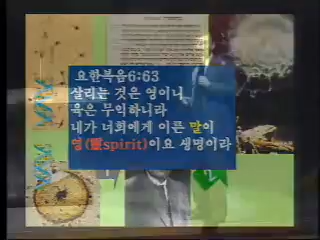 요한복음6:63
살리는 것은 영이니
육은 무익하니라
내가 너희에게 이른 말이
영(靈spirit)이요 생명이라